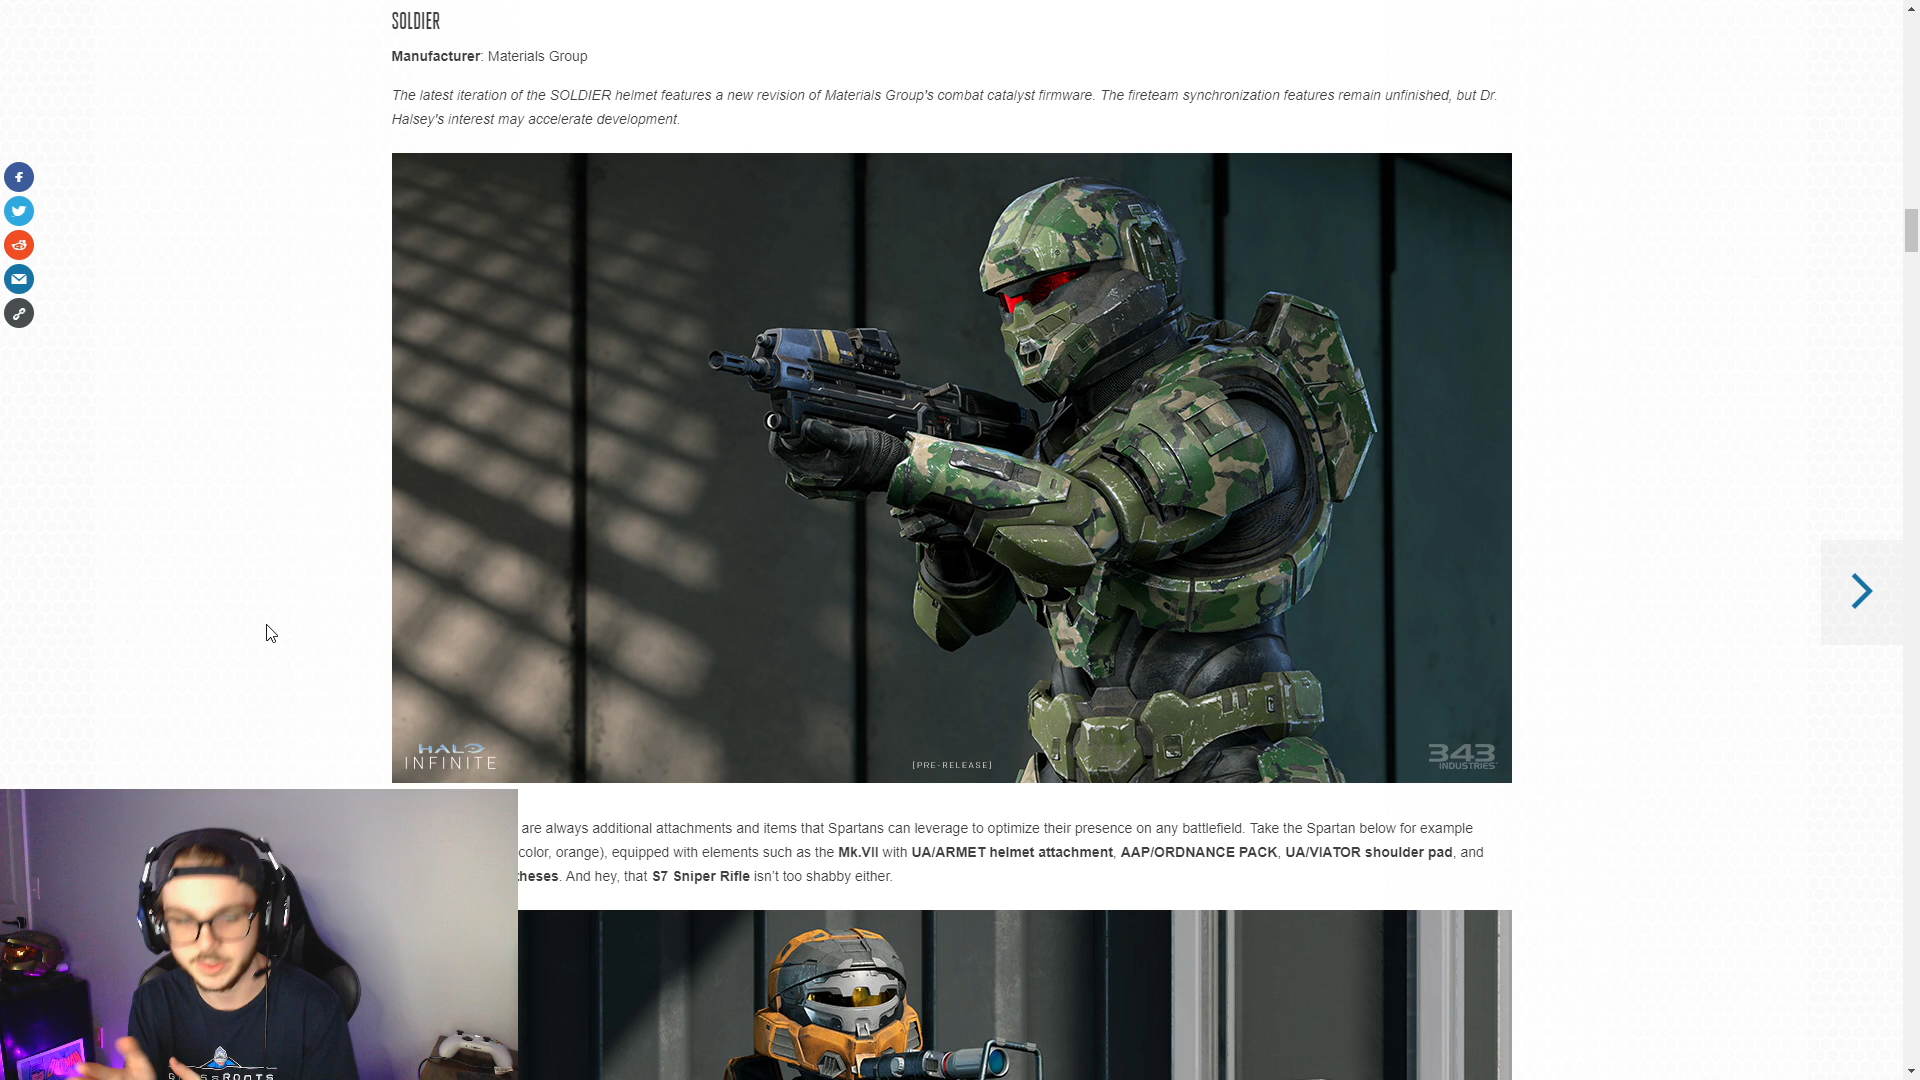 SOLDIER
Manufacturer: Materials Group
The latest iteration of the SOLDIER helmet features a new revision of Materials Group's combat catalyst firmware. The fireteam synchronization features remain unfinished, but Dr.
Halsey's interest may accelerate development.
HALO
INFINITE
[PRE-RELEASE]
343
INDUSTRIES
are always additional attachments and items that Spartans can leverage to optimize their presence on any battlefield. Take the Spartan below for example
color, orange), equipped with elements such as the Mk.VII with UA/ARMET helmet attachment, AAP/ORDNANCE PACK, UA/VIATOR shoulder pad, and
heses. And hey, that S7 Sniper Rifle isn’t too shabby either.